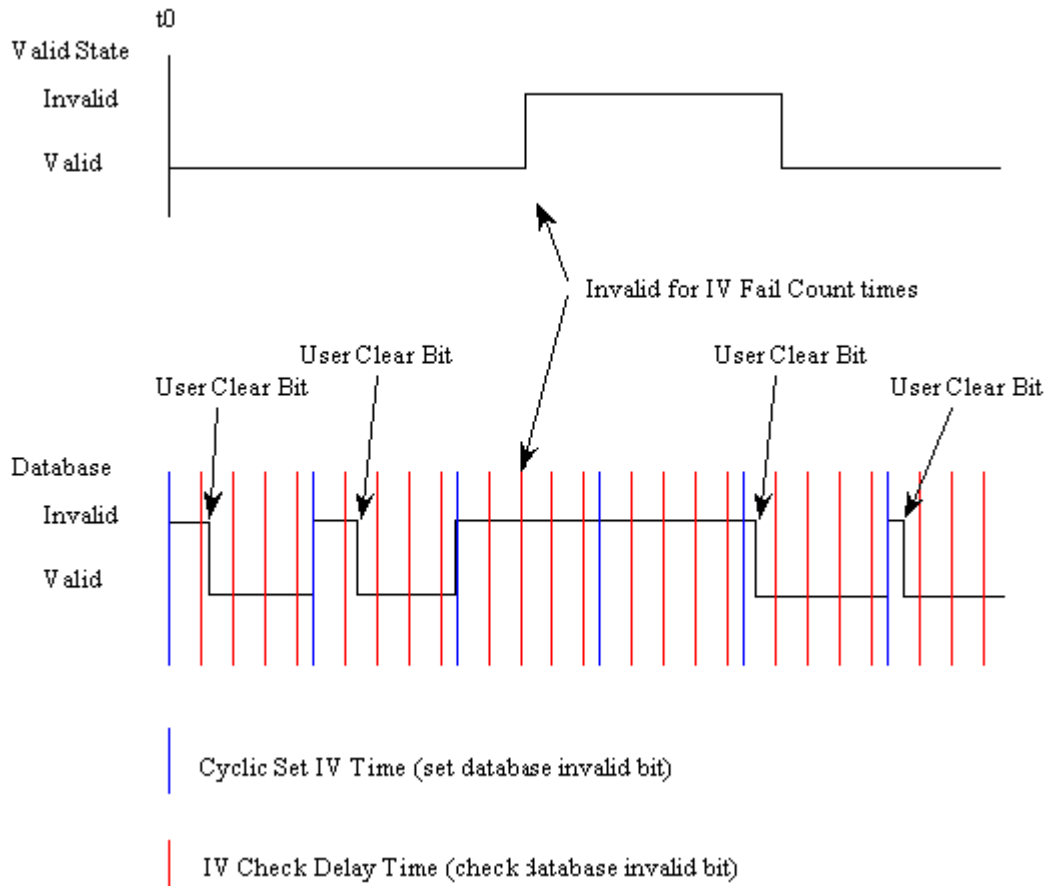 t0
Valid State
Invalid
Valid
Invalid for IV Fail Count times
User Clear Bit
User Clear Bit
User Clear Bit
User Clear Bit
Database
Invalid
Valid
Cyclic Set IV Time (set database invalid bit)
IV Check Delay Time (check database invalid bit)